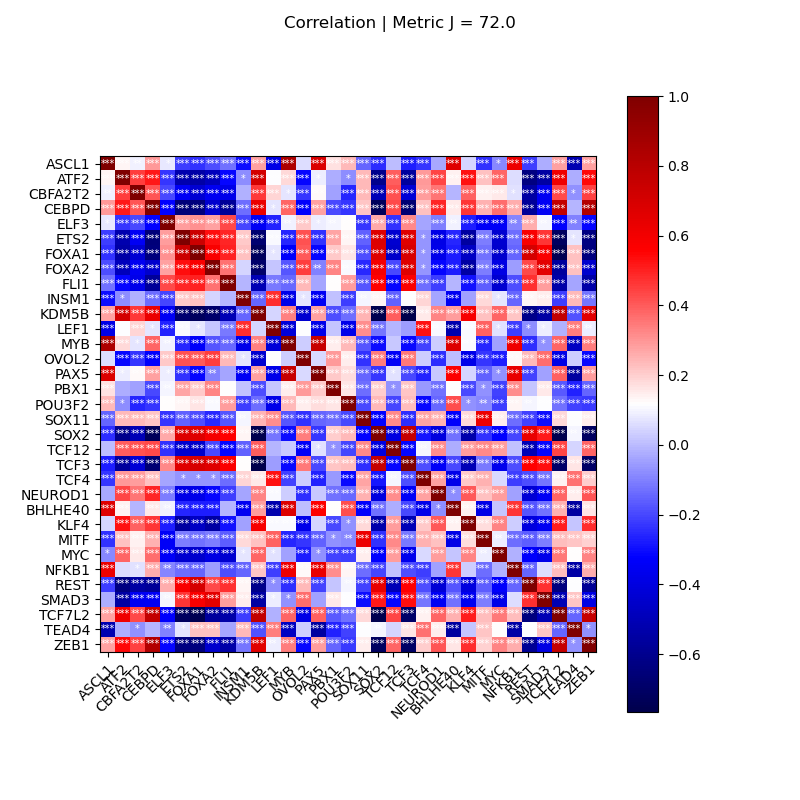 Correlation | Metric J = 72.0
ASCL1
ATF2
CBFA2T2
CEBPD
ELF3
ETS2
FOXA1
FOXA2
FLI1
INSM1
KDM5B
LEF1
MYB
OVOL2
PAX5
PBX1
POU3F2
SOX11
SOX2
TCF12
TCF3
TCF4
NEUROD1
BHLHE40
KLF4
MITF
MYC
NFKB1
REST
SMAD3
TCF7L2
TEAD4
ZEB1
ASCL1
ATF2
CBFA2T2
CEBPD
ELF3
ETS2
FOXA1
FOXA2
FLI1
INSM1
KDM5B
LEF1
MYB
OVOL2
PAX5
PBX1
POU3F2
SOX11
SOX2
TCF12
TCF3
TCF4
NEUROD1
BHLHE40
KLF4
MITF
MYC
NFKB1
REST
SMAD3
TCF7L2
TEAD4
ZEB1
1.0
0.8
0.6
0.4
0.2
0.0
−0.2
−0.4
−0.6